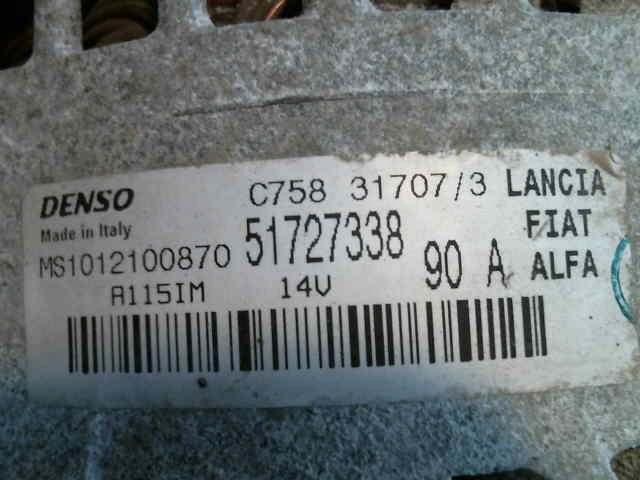 DENSO C758 31707/3 LANCIA
Made in Italy 51727338 FIAT
MS1012100870 90 A ALFA
A115IM 14V